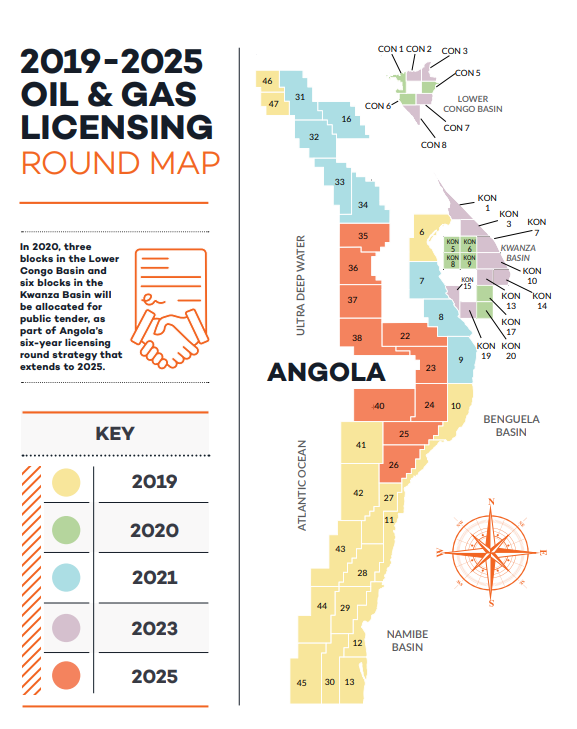 2019-2025
OIL & GAS
LICENSING
ROUND MAP
In 2020, three
blocks in the Lower
Congo Basin and
six blocks in the
Kwanza Basin will
be allocated for
public tender, as
part of Angola's
six-year licensing
round strategy that
extends to 2025.
KEY
2019
2020
2021
2023
2025
CON 1
CON 2
CON 3
CON 5
CON 6
CON 7
CON 8
LOWER
CONGO BASIN
46
47
31
16
32
33
34
35
36
37
38
ULTRA DEEP WATER
6
7
8
9
KON
1
KON
3
KON
7
KON
5
KON
6
KON
8
KON
9
KWANZA
BASIN
KON
10
KON
15
KON
13
KON
14
KON
17
KON
19
KON
20
22
23
ANGOLA
40
24
10
25
26
BENGUELA
BASIN
41
42
27
11
ATLANTIC OCEAN
43
28
44
29
12
NAMIBE
BASIN
45
30
13
N
E
S
W